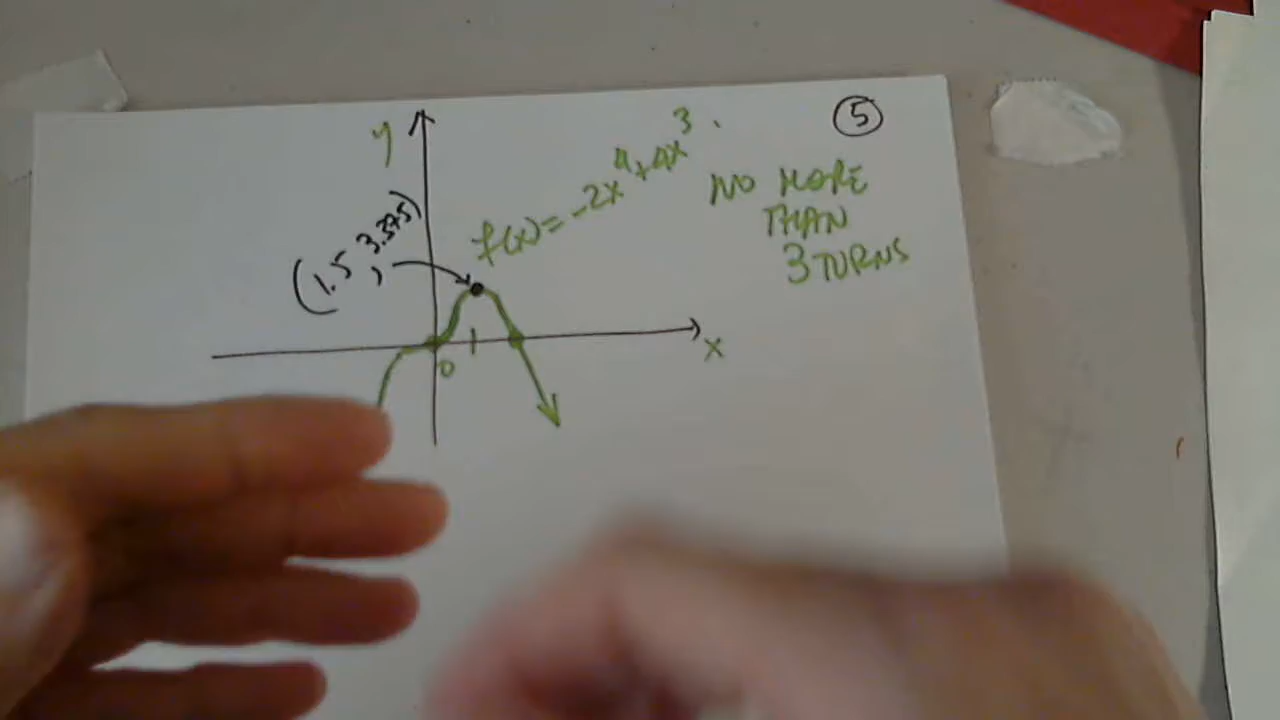 5
y
f(x) = -2x⁴+4x³
NO MORE
THAN
3 TURNS
(1.5, 3.375)
0
1
x